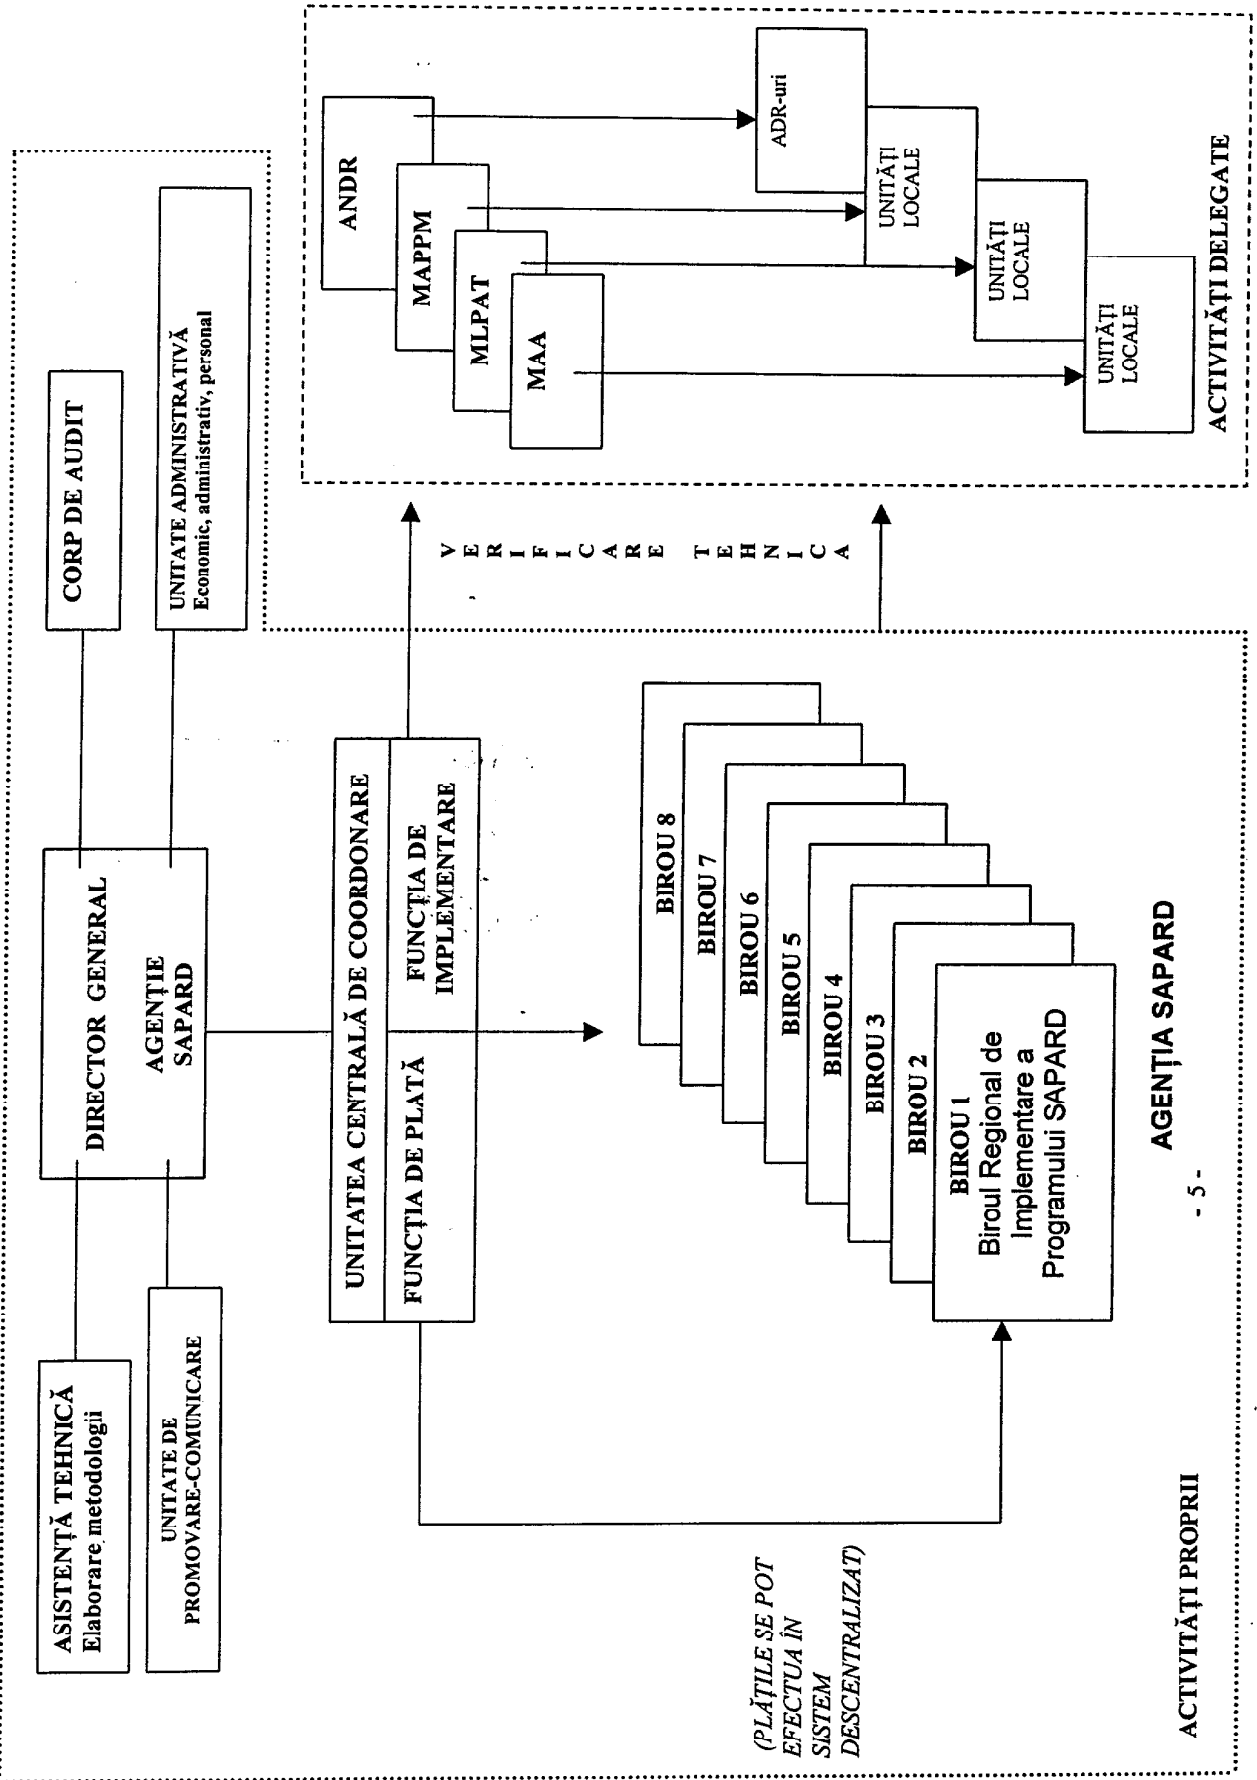 ASISTENȚĂ TEHNICĂ
Elaborare metodologii
UNITATE DE
PROMOVARE-COMUNICARE
DIRECTOR GENERAL
AGENȚIE
SAPARD
CORP DE AUDIT
UNITATE ADMINISTRATIVĂ
Economic, administrativ, personal
UNITATEA CENTRALĂ DE COORDONARE
FUNCȚIA DE PLATĂ
FUNCȚIA DE
IMPLEMENTARE
VERIFICARE TEHNICA
(PLĂȚILE SE POT
EFECTUA ÎN
SISTEM
DESCENTRALIZAT)
BIROU 8
BIROU 7
BIROU 6
BIROU 5
BIROU 4
BIROU 3
BIROU 2
BIROU 1
Biroul Regional de
Implementare a
Programului SAPARD
ANDR
MAPPM
MLPAT
MAA
ADR-uri
UNITĂȚI
LOCALE
UNITĂȚI
LOCALE
UNITĂȚI
LOCALE
ACTIVITĂȚI DELEGATE
ACTIVITĂȚI PROPRII
AGENȚIA SAPARD
- 5 -